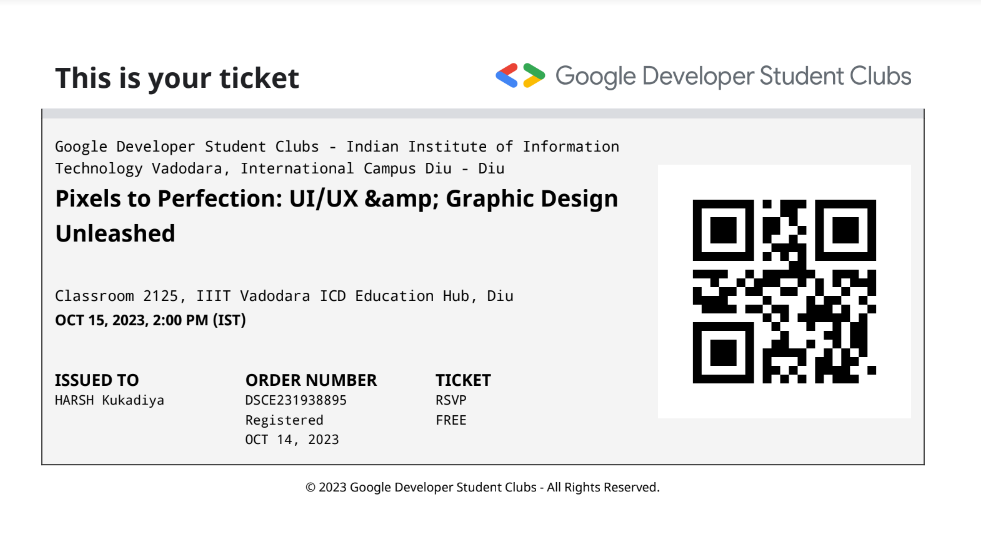 This is your ticket
Google Developer Student Clubs
Google Developer Student Clubs - Indian Institute of Information
Technology Vadodara, International Campus Diu - Diu
Pixels to Perfection: UI/UX &amp; Graphic Design
Unleashed
Classroom 2125, IIIT Vadodara ICD Education Hub, Diu
OCT 15, 2023, 2:00 PM (IST)
ISSUED TO
HARSH Kukadiya
ORDER NUMBER
DSCE231938895
Registered
OCT 14, 2023
TICKET
RSVP
FREE
© 2023 Google Developer Student Clubs - All Rights Reserved.